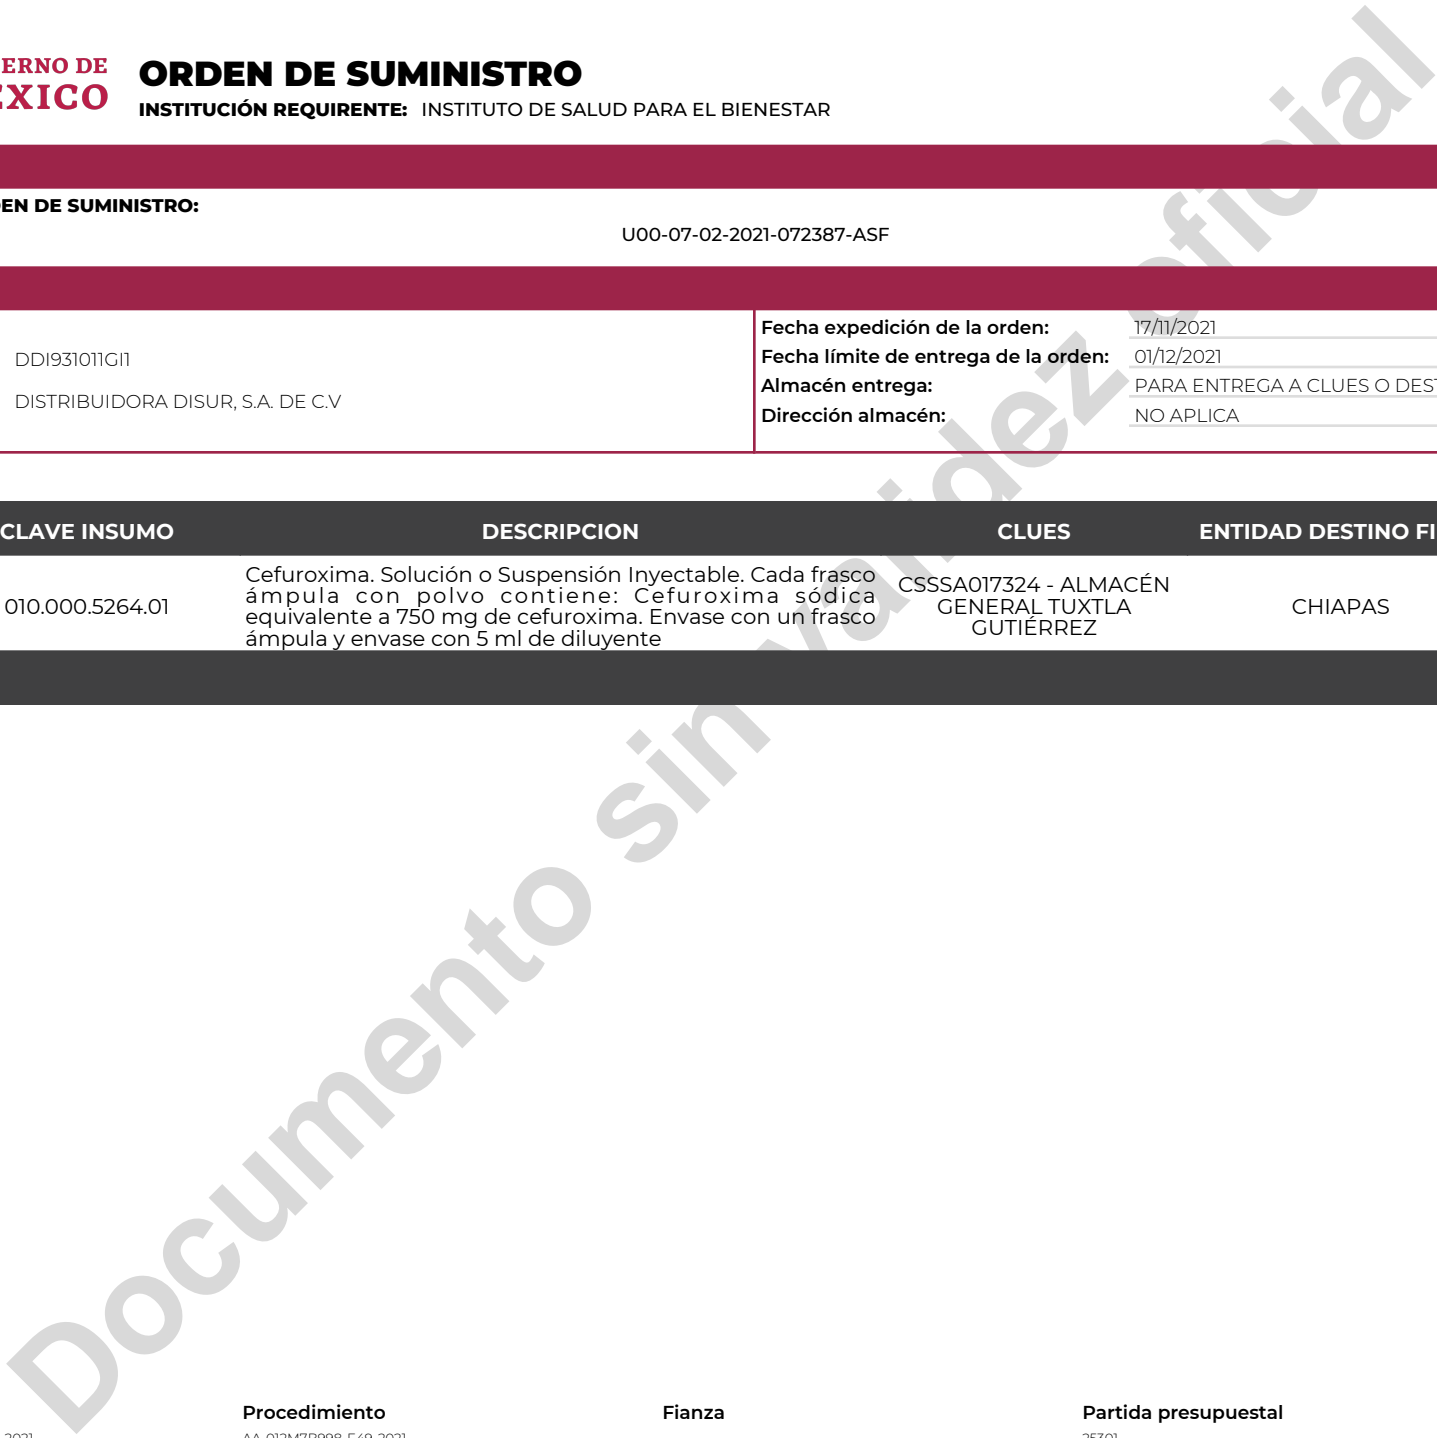 ERNO DE
ÉXICO
ORDEN DE SUMINISTRO
INSTITUCIÓN REQUIRENTE: INSTITUTO DE SALUD PARA EL BIENESTAR
EN DE SUMINISTRO:
U00-07-02-2021-072387-ASF
DDI931011GI1
DISTRIBUIDORA DISUR, S.A. DE C.V
Fecha expedición de la orden: 17/11/2021
Fecha límite de entrega de la orden: 01/12/2021
Almacén entrega: PARA ENTREGA A CLUES O DEST
Dirección almacén: NO APLICA
CLAVE INSUMO DESCRIPCION CLUES ENTIDAD DESTINO FI
010.000.5264.01
Cefuroxima. Solución o Suspensión Inyectable. Cada frasco
ámpula con polvo contiene: Cefuroxima sódica
equivalente a 750 mg de cefuroxima. Envase con un frasco
ámpula y envase con 5 ml de diluyente
CSSSA017324 - ALMACÉN
GENERAL TUXTLA
GUTIÉRREZ
CHIAPAS
Documento sin validez oficial
Procedimiento Fianza Partida presupuestal